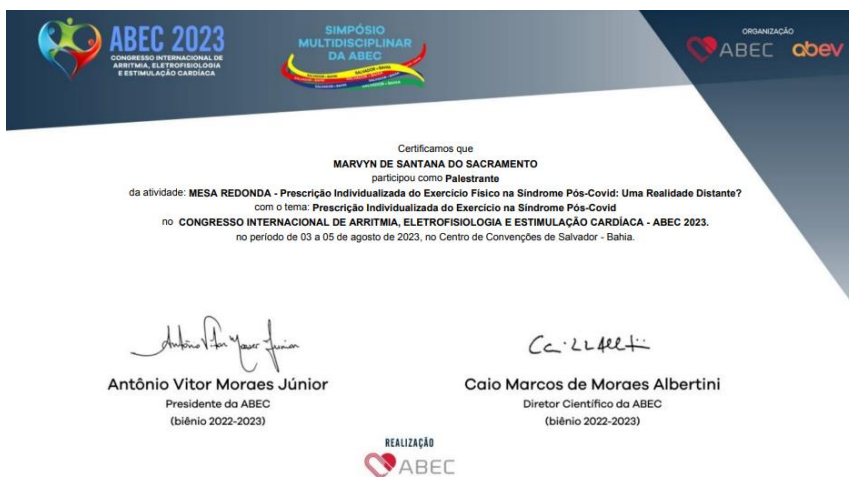 ABEC 2023
CONGRESSO INTERNACIONAL DE
ARRITMIA, ELETROFISIOLOGIA
E ESTIMULAÇÃO CARDÍACA
SIMPÓSIO
MULTIDISCIPLINAR
DA ABEC
ORGANIZAÇÃO
ABEC abev
Certificamos que
MARVYN DE SANTANA DO SACRAMENTO
participou como Palestrante
da atividade: MESA REDONDA - Prescrição Individualizada do Exercício Físico na Síndrome Pós-Covid: Uma Realidade Distante?
com o tema: Prescrição Individualizada do Exercício na Síndrome Pós-Covid
no CONGRESSO INTERNACIONAL DE ARRITMIA, ELETROFISIOLOGIA E ESTIMULAÇÃO CARDÍACA - ABEC 2023.
no período de 03 a 05 de agosto de 2023, no Centro de Convenções de Salvador - Bahia.
Antônio Vitor Moraes Júnior
Presidente da ABEC
(biênio 2022-2023)
Caio Marcos de Moraes Albertini
Diretor Científico da ABEC
(biênio 2022-2023)
REALIZAÇÃO
ABEC